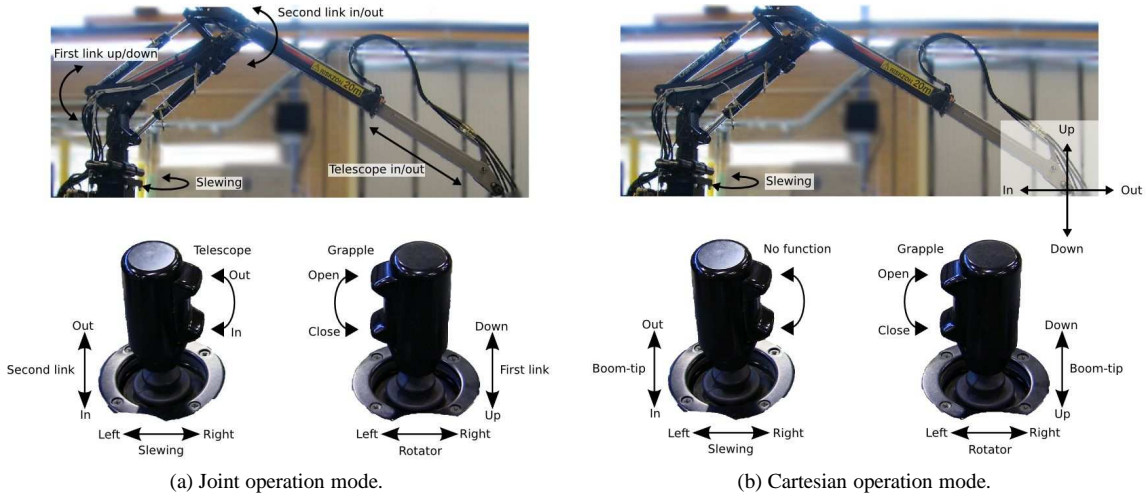 Second link in/out
First link up/down
Telescope in/out
Slewing
20m
Telescope
Out
In
Out
Second link
In
Left Right
Slewing
Grapple
Open
Close
Down
First link
Up
Left Right
Rotator
(a) Joint operation mode.
20m
Up
In Out
Down
Slewing
No function
Out
Boom-tip
In
Left Right
Slewing
Grapple
Open
Close
Down
Boom-tip
Up
Left Right
Rotator
(b) Cartesian operation mode.